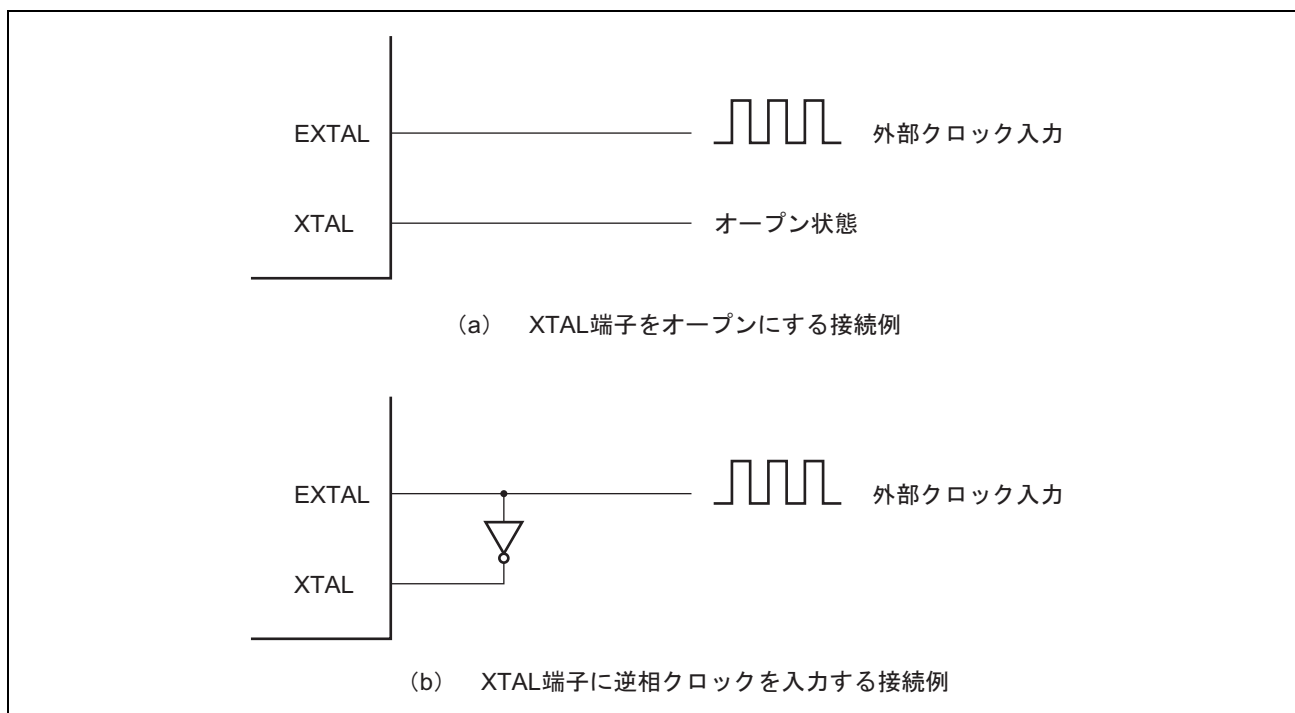 EXTAL
外部クロック入力
XTAL
オープン状態
（a） XTAL端子をオープンにする接続例
EXTAL
外部クロック入力
XTAL
（b） XTAL端子に逆相クロックを入力する接続例